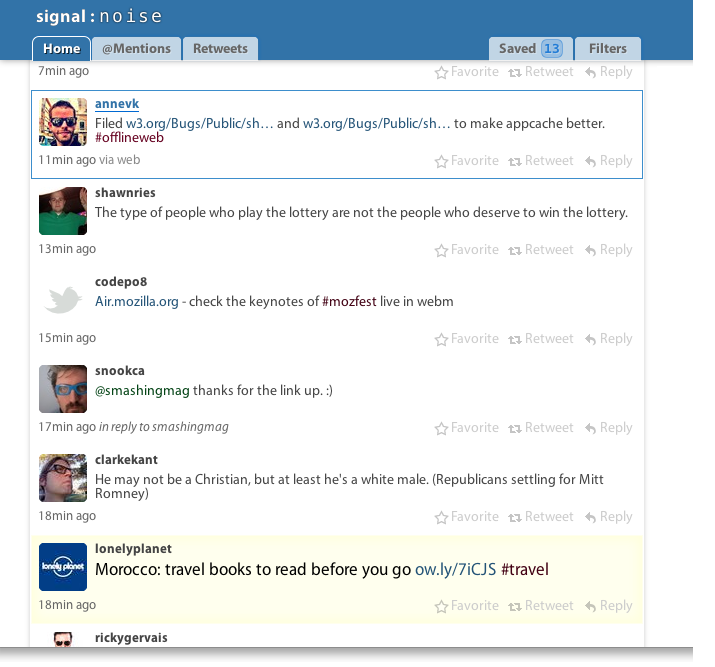 signal : noise
Home @Mentions Retweets Saved 13 Filters
7min ago Favorite Retweet Reply
annevk
Filed w3.org/Bugs/Public/sh… and w3.org/Bugs/Public/sh… to make appcache better.
#offlineweb
11min ago via web Favorite Retweet Reply
shawnries
The type of people who play the lottery are not the people who deserve to win the lottery.
13min ago Favorite Retweet Reply
codepo8
Air.mozilla.org - check the keynotes of #mozfest live in webm
15min ago Favorite Retweet Reply
snookca
@smashingmag thanks for the link up. :)
17min ago in reply to smashingmag Favorite Retweet Reply
clarkekant
He may not be a Christian, but at least he's a white male. (Republicans settling for Mitt
Romney)
18min ago Favorite Retweet Reply
lonelyplanet
lonely planet
Morocco: travel books to read before you go ow.ly/7iCJS #travel
18min ago Favorite Retweet Reply
rickygervais